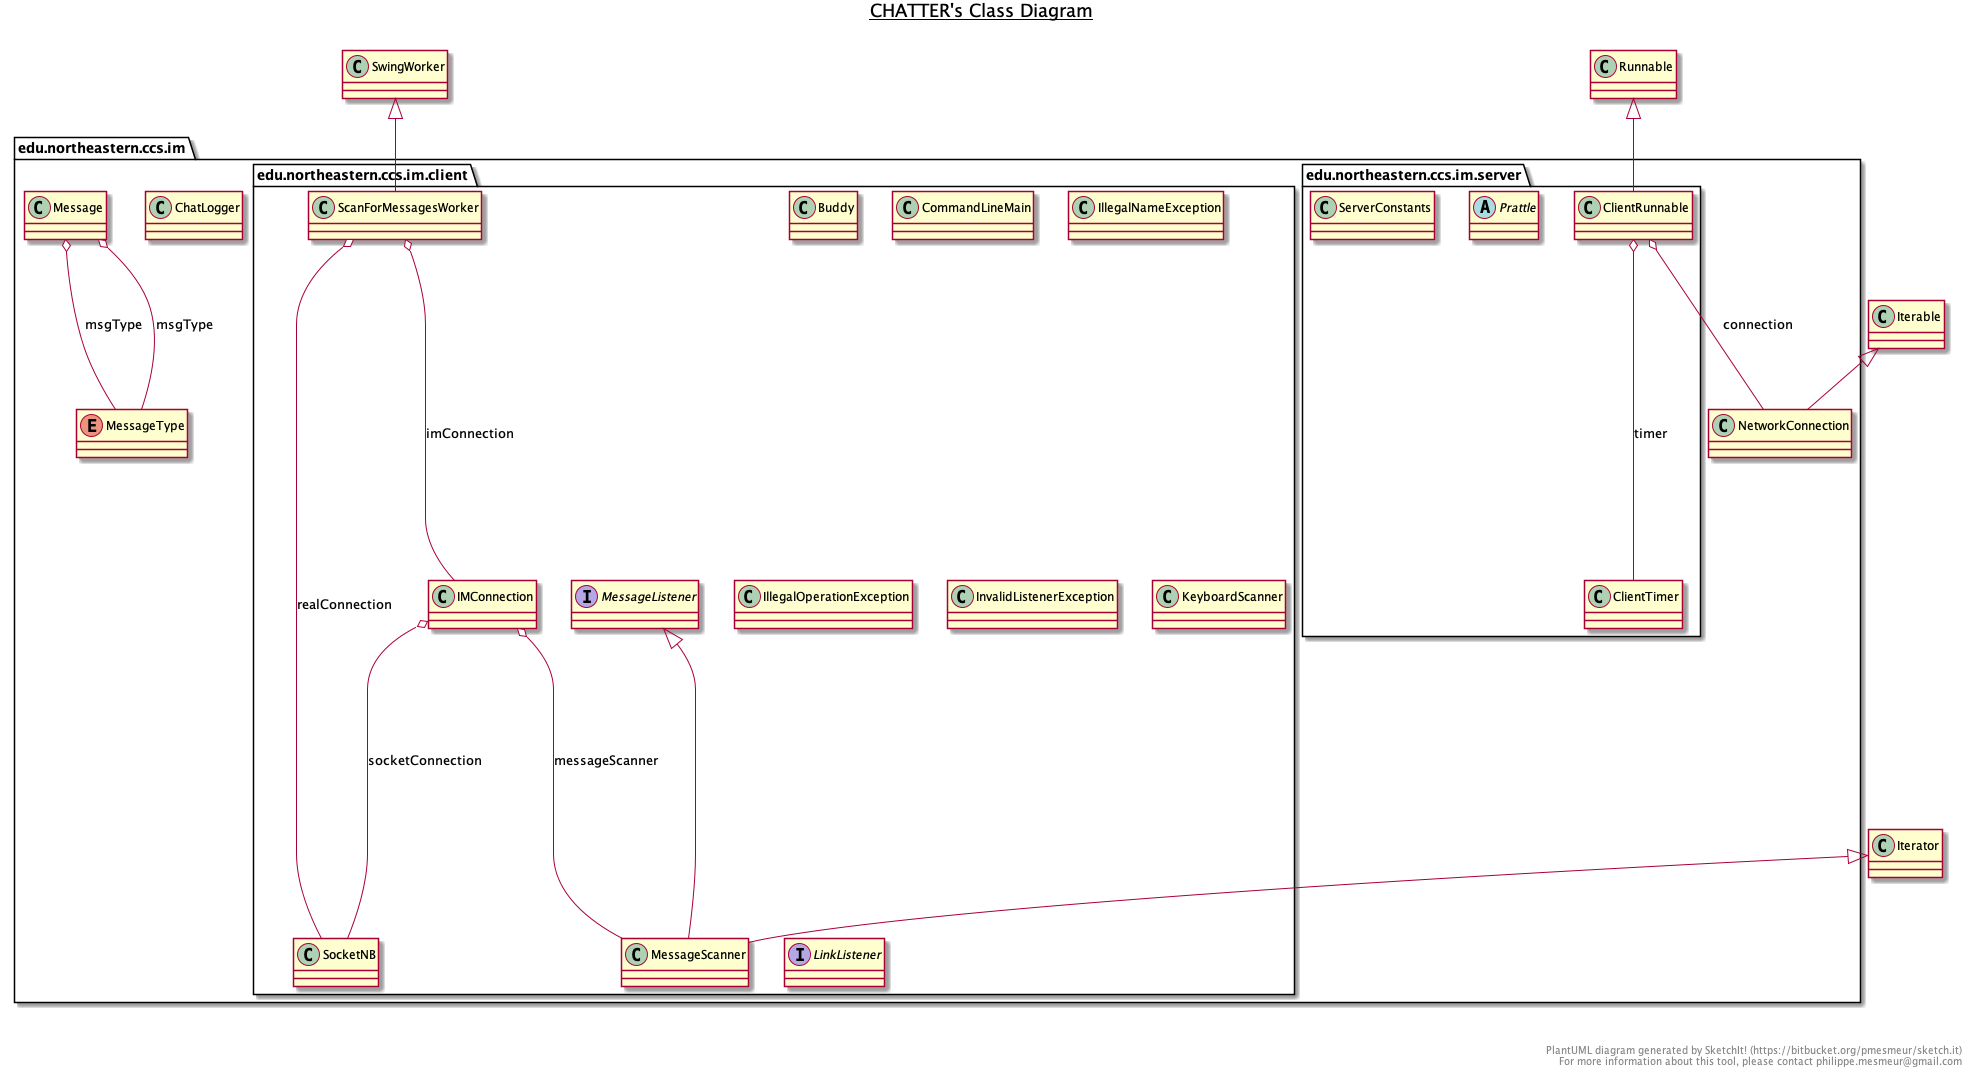 CHATTER's Class Diagram
C SwingWorker
C Runnable
edu.northeastern.ccs.im
edu.northeastern.ccs.im.client
edu.northeastern.ccs.im.server
C Message
C ChatLogger
C ScanForMessagesWorker
C Buddy
C CommandLineMain
C IllegalNameException
C ServerConstants
A Prattle
C ClientRunnable
msgType
msgType
connection
C Iterable
E MessageType
imConnection
timer
C NetworkConnection
realConnection
C IMConnection
I MessageListener
C IllegalOperationException
C InvalidListenerException
C KeyboardScanner
C ClientTimer
socketConnection
messageScanner
C Iterator
C SocketNB
C MessageScanner
I LinkListener
PlantUML diagram generated by SketchIt! (https://bitbucket.org/pmesmeur/sketch.it)
For more information about this tool, please contact philippe.mesmeur@gmail.com